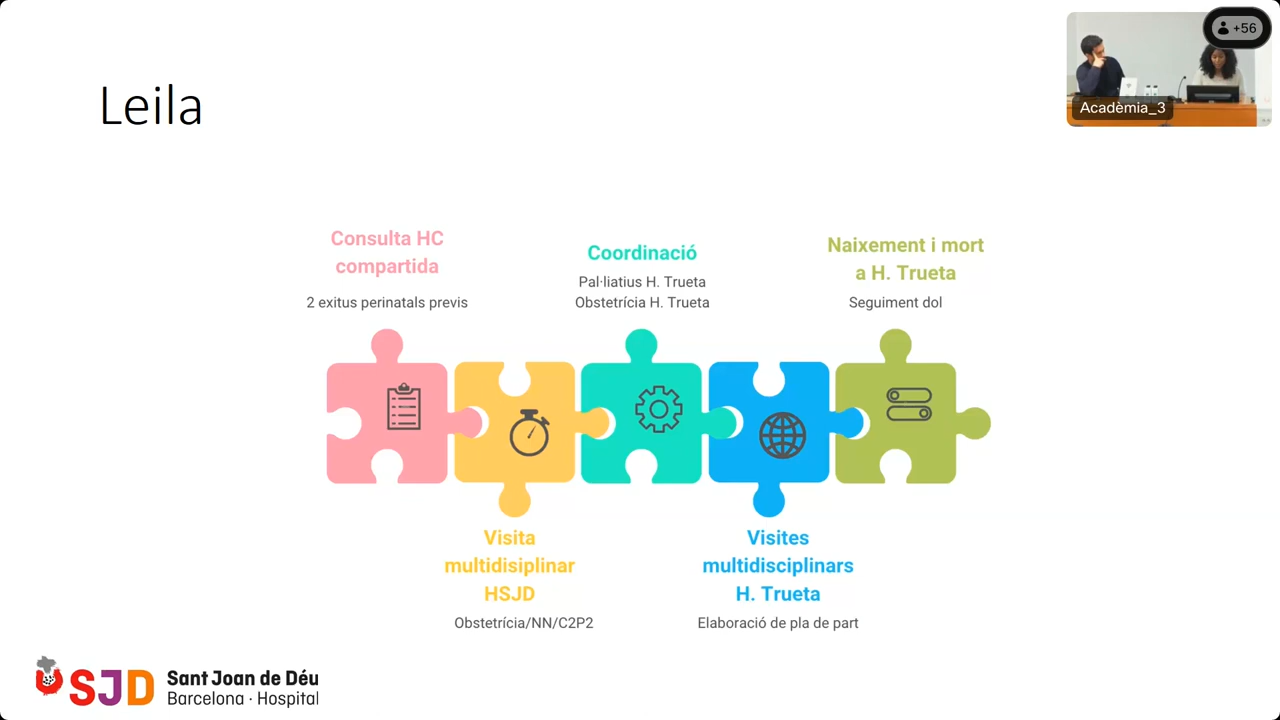 Leila
+56
Acadèmia_3
Consulta HC
compartida
2 exitus perinatals previs
Coordinació
Pal·liatius H. Trueta
Obstetrícia H. Trueta
Naixement i mort
a H. Trueta
Seguiment dol
Visita
multidisiplinar
HSJD
Obstetrícia/NN/C2P2
Visites
multidisciplinars
H. Trueta
Elaboració de pla de part
SJD
Sant Joan de Déu
Barcelona · Hospital